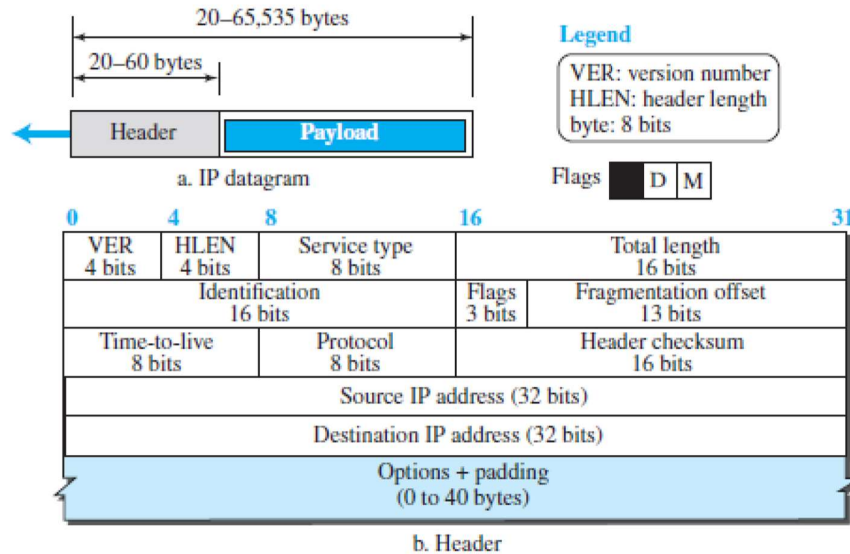 20–65,535 bytes
Legend
20–60 bytes
VER: version number
HLEN: header length
byte: 8 bits
Header
Payload
a. IP datagram
Flags D M
0 4 8 16 31
VER HLEN Service type Total length
4 bits 4 bits 8 bits 16 bits
Identification Flags Fragmentation offset
16 bits 3 bits 13 bits
Time-to-live Protocol Header checksum
8 bits 8 bits 16 bits
Source IP address (32 bits)
Destination IP address (32 bits)
Options + padding
(0 to 40 bytes)
b. Header